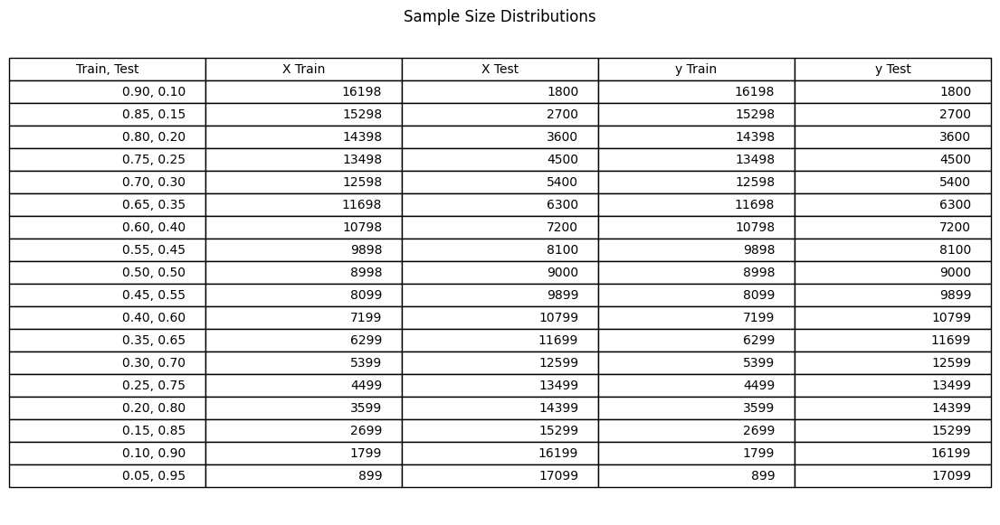 Sample Size Distributions
Train, Test X Train X Test y Train y Test
0.90, 0.10 16198 1800 16198 1800
0.85, 0.15 15298 2700 15298 2700
0.80, 0.20 14398 3600 14398 3600
0.75, 0.25 13498 4500 13498 4500
0.70, 0.30 12598 5400 12598 5400
0.65, 0.35 11698 6300 11698 6300
0.60, 0.40 10798 7200 10798 7200
0.55, 0.45 9898 8100 9898 8100
0.50, 0.50 8998 9000 8998 9000
0.45, 0.55 8099 9899 8099 9899
0.40, 0.60 7199 10799 7199 10799
0.35, 0.65 6299 11699 6299 11699
0.30, 0.70 5399 12599 5399 12599
0.25, 0.75 4499 13499 4499 13499
0.20, 0.80 3599 14399 3599 14399
0.15, 0.85 2699 15299 2699 15299
0.10, 0.90 1799 16199 1799 16199
0.05, 0.95 899 17099 899 17099